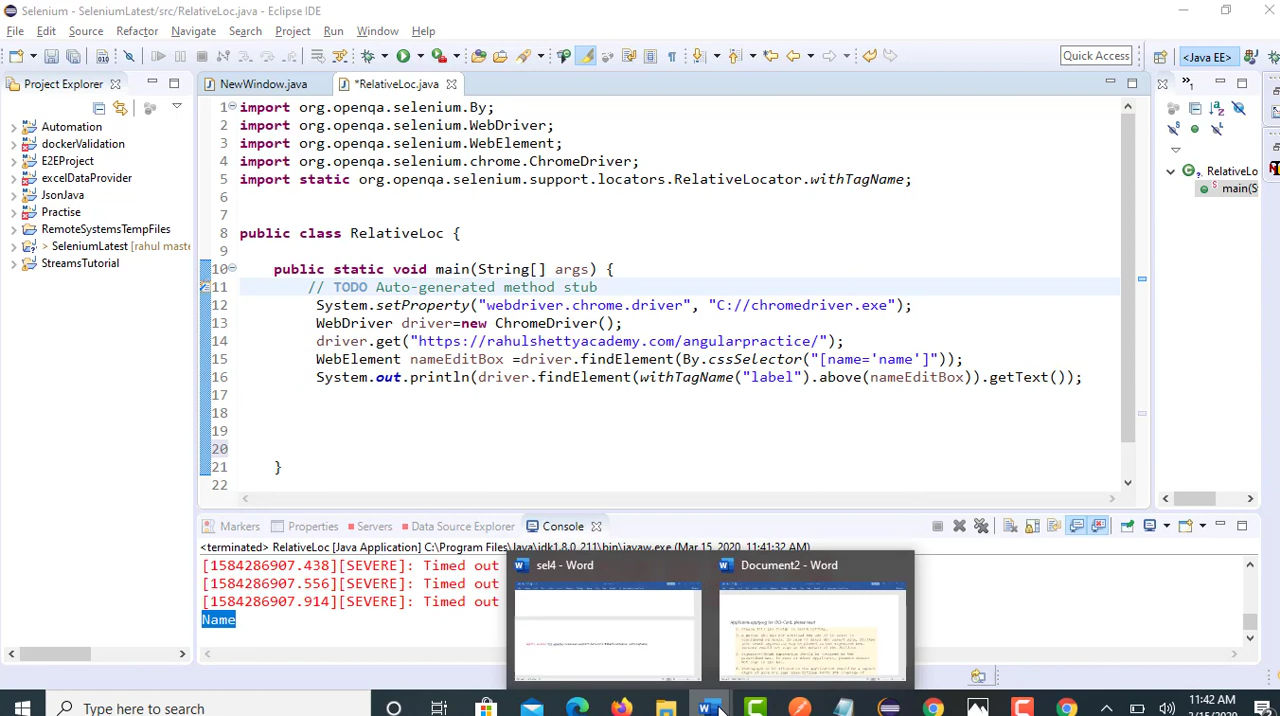 Selenium - SeleniumLatest/src/RelativeLoc.java - Eclipse IDE
File Edit Source Refactor Navigate Search Project Run Window Help
Quick Access
<Java EE>
Project Explorer
NewWindow.java
*RelativeLoc.java
Automation
dockerValidation
E2EProject
excelDataProvider
JsonJava
Practise
RemoteSystemsTempFiles
> SeleniumLatest [rahul maste
StreamsTutorial
1 import org.openqa.selenium.By;
2 import org.openqa.selenium.WebDriver;
3 import org.openqa.selenium.WebElement;
4 import org.openqa.selenium.chrome.ChromeDriver;
5 import static org.openqa.selenium.support.locators.RelativeLocator.withTagName;
6
7
8 public class RelativeLoc {
9
10 public static void main(String[] args) {
11 // TODO Auto-generated method stub
12 System.setProperty("webdriver.chrome.driver", "C://chromedriver.exe");
13 WebDriver driver=new ChromeDriver();
14 driver.get("https://rahulshettyacademy.com/angularpractice/");
15 WebElement nameEditBox =driver.findElement(By.cssSelector("[name='name']"));
16 System.out.println(driver.findElement(withTagName("label").above(nameEditBox)).getText());
17
18
19
20
21 }
22
RelativeLo
main(S
Markers Properties Servers Data Source Explorer Console
<terminated> RelativeLoc [Java Application] C:\Program Files\Java\jdk1.8.0_211\bin\javaw.exe (Mar 15, 2020, 11:41:32 AM)
[1584286907.438][SEVERE]: Timed out
[1584286907.556][SEVERE]: Timed out
[1584286907.914][SEVERE]: Timed out
Name
sel4 - Word
Document2 - Word
Type here to search
11:42 AM